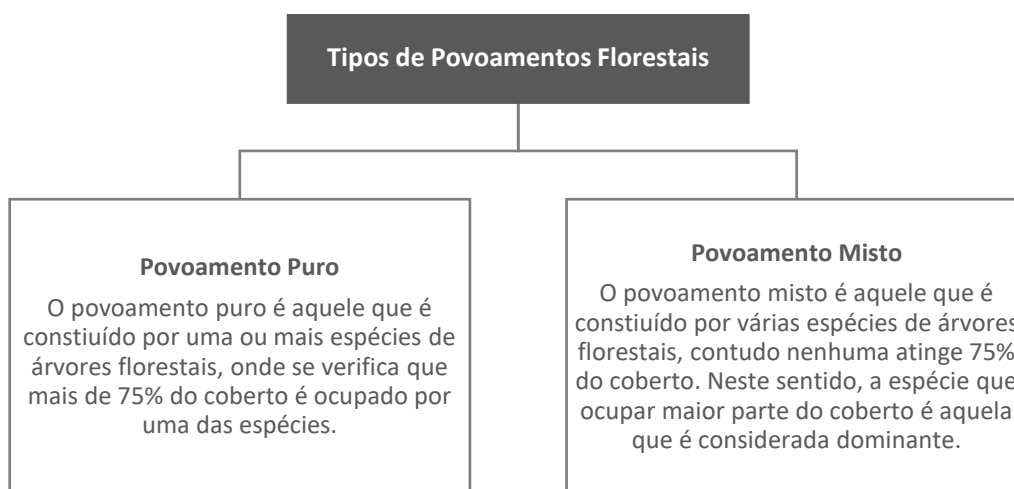 Tipos de Povoamentos Florestais
Povoamento Puro
O povoamento puro é aquele que é
constiuído por uma ou mais espécies de
árvores florestais, onde se verifica que
mais de 75% do coberto é ocupado por
uma das espécies.
Povoamento Misto
O povoamento misto é aquele que é
constiuído por várias espécies de árvores
florestais, contudo nenhuma atinge 75%
do coberto. Neste sentido, a espécie que
ocupar maior parte do coberto é aquela
que é considerada dominante.